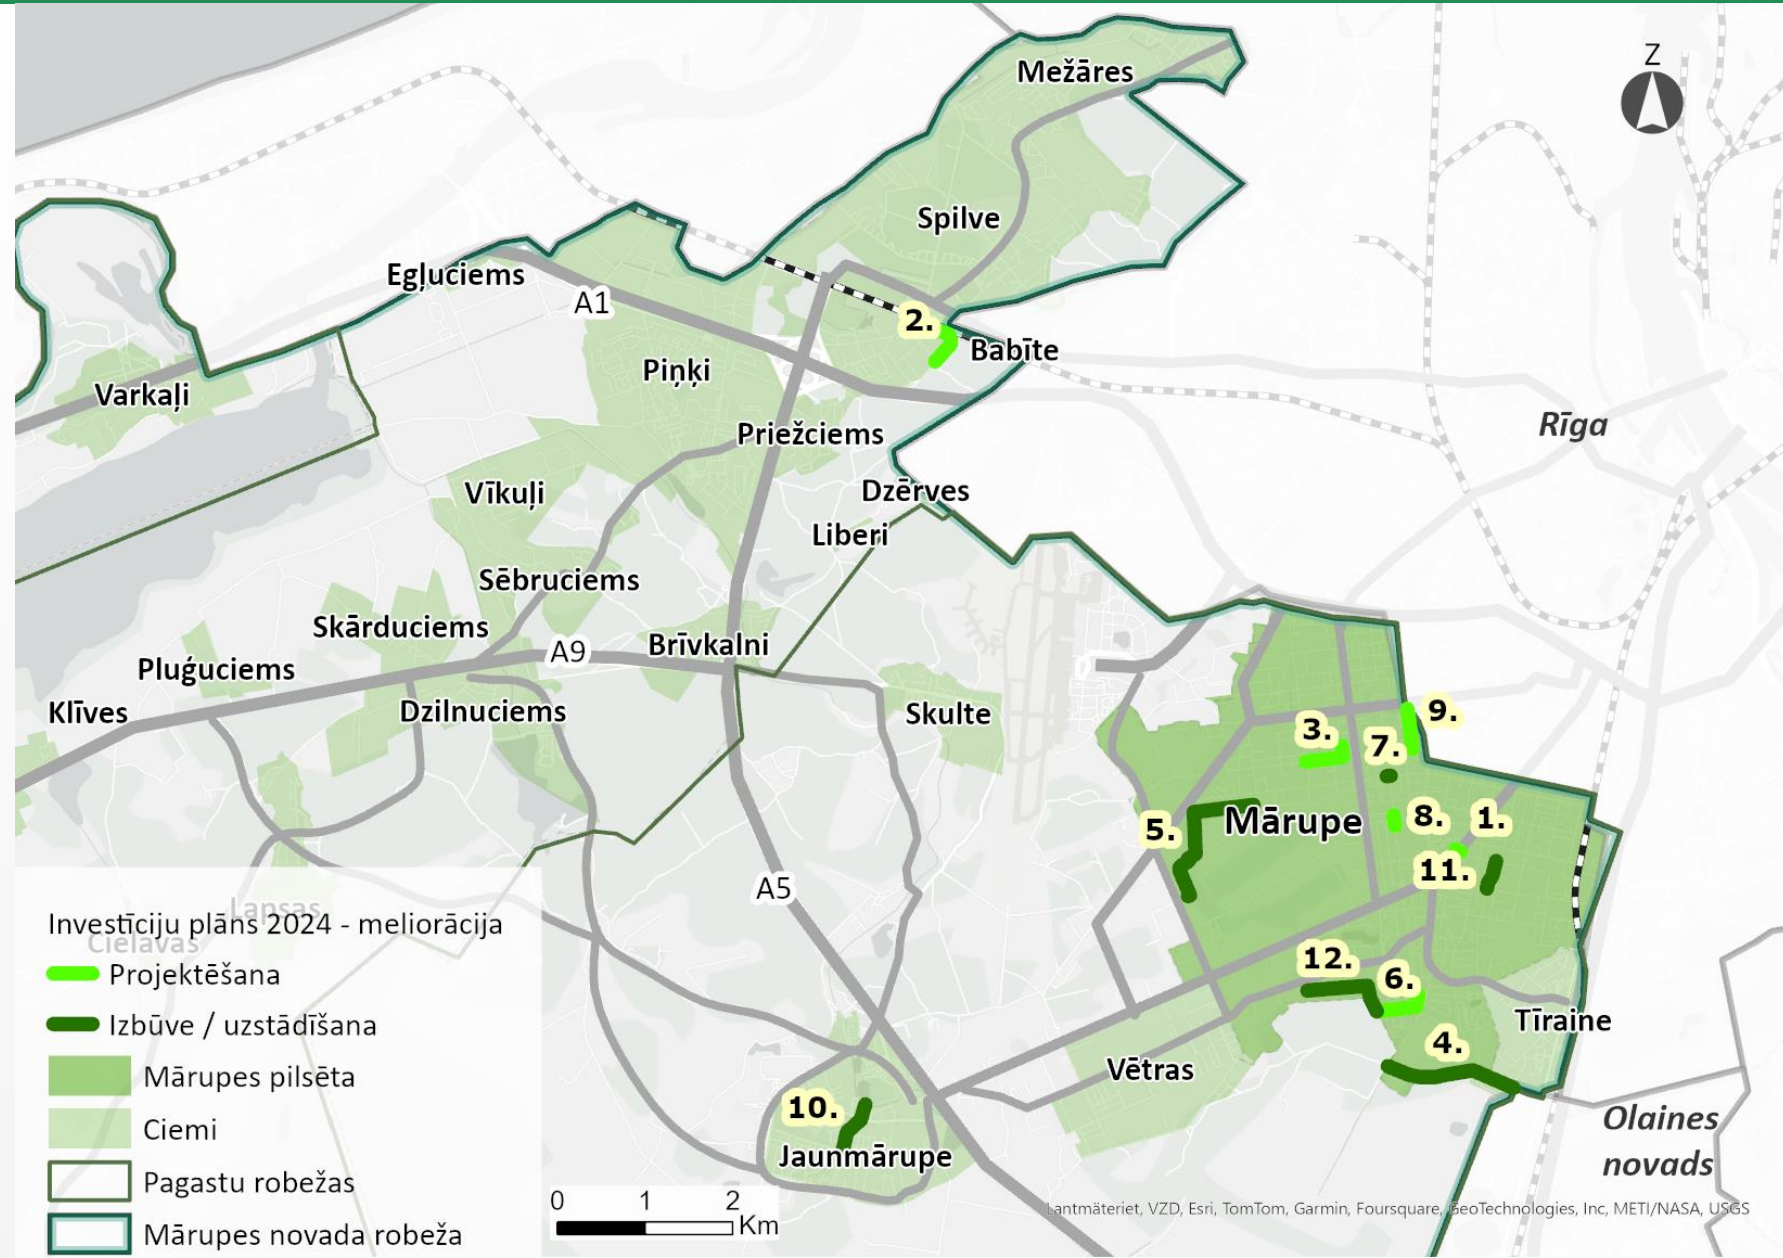 Z
Mežāres
Spilve
Egļuciems
A1
2.
Babīte
Piņķi
Varkaļi
Rīga
Priežciems
Vīkuļi
Dzērves
Liberi
Sēbruciems
Skārduciems
A9
Brīvkalni
Pluģuciems
Klīves
Dzilnuciems
Skulte
9.
3.
7.
Mārupe
8.
1.
5.
11.
A5
Lapsas
Cielavas
Investīciju plāns 2024 - meliorācija
Projektēšana
Izbūve / uzstādīšana
Mārupes pilsēta
Ciemi
Pagastu robežas
Mārupes novada robeža
12.
6.
Tīraine
4.
Vētras
10.
Jaunmārupe
Olaines
novads
0 1 2
Km
Lantmäteriet, VZD, Esri, TomTom, Garmin, Foursquare, GeoTechnologies, Inc, METI/NASA, USGS